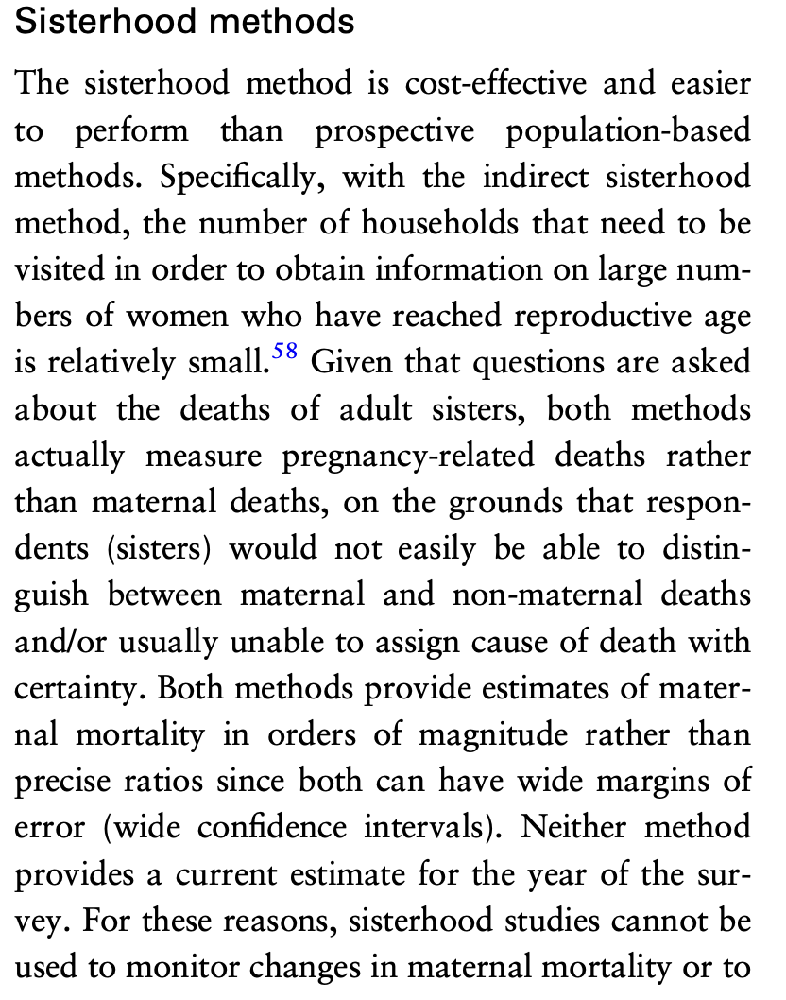 Sisterhood methods
The sisterhood method is cost-effective and easier
to perform than prospective population-based
methods. Specifically, with the indirect sisterhood
method, the number of households that need to be
visited in order to obtain information on large num-
bers of women who have reached reproductive age
is relatively small.58 Given that questions are asked
about the deaths of adult sisters, both methods
actually measure pregnancy-related deaths rather
than maternal deaths, on the grounds that respon-
dents (sisters) would not easily be able to distin-
guish between maternal and non-maternal deaths
and/or usually unable to assign cause of death with
certainty. Both methods provide estimates of mater-
nal mortality in orders of magnitude rather than
precise ratios since both can have wide margins of
error (wide confidence intervals). Neither method
provides a current estimate for the year of the sur-
vey. For these reasons, sisterhood studies cannot be
used to monitor changes in maternal mortality or to